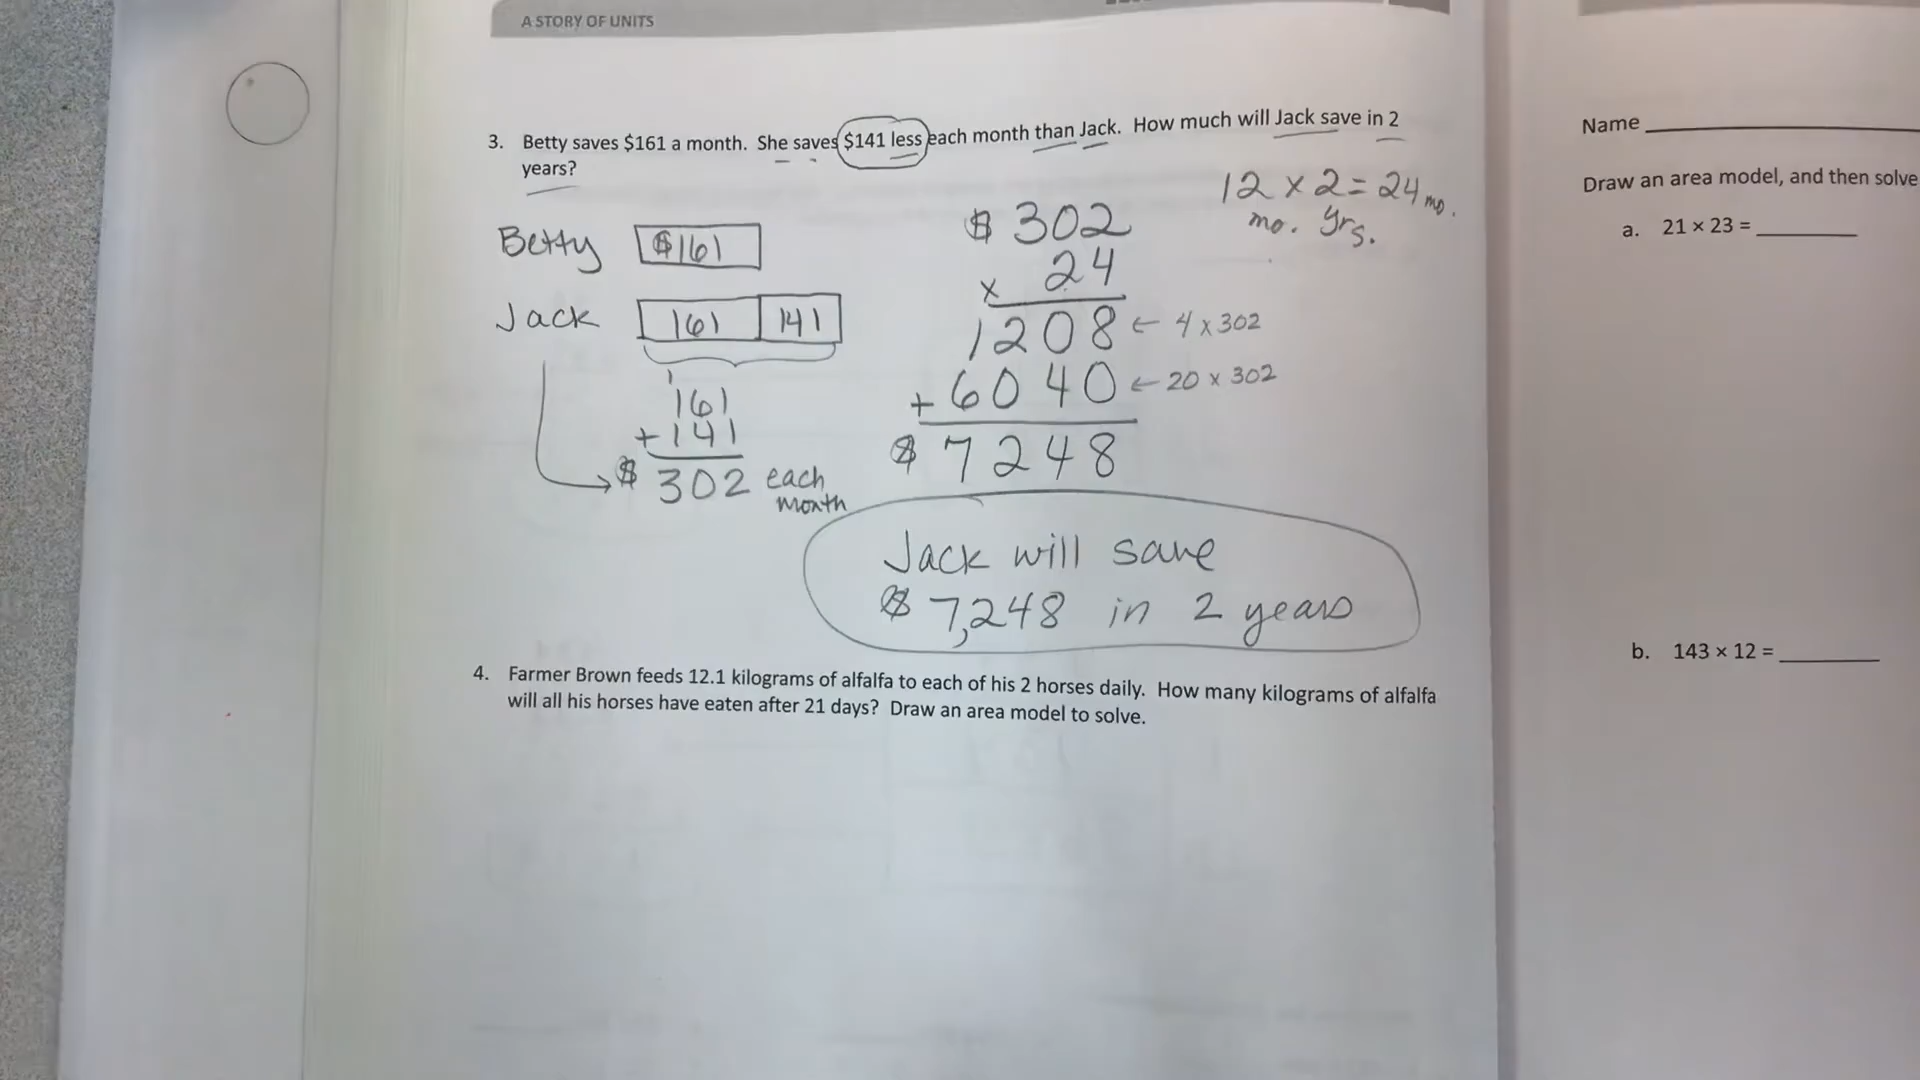 A STORY OF UNITS
3. Betty saves $161 a month. She saves $141 less each month than Jack. How much will Jack save in 2
years?
12 x 2 = 24 mo.
mo. yrs.
Betty $161
Jack 161 141
161
+ 141
$ 302 each
month
1
$ 302
x 24
1208 ← 4 x 302
+ 6040 ← 20 x 302
$ 7248
Jack will save
$ 7,248 in 2 years
4. Farmer Brown feeds 12.1 kilograms of alfalfa to each of his 2 horses daily. How many kilograms of alfalfa
will all his horses have eaten after 21 days? Draw an area model to solve.
Name
Draw an area model, and then solve
a. 21 × 23 =
b. 143 × 12 =